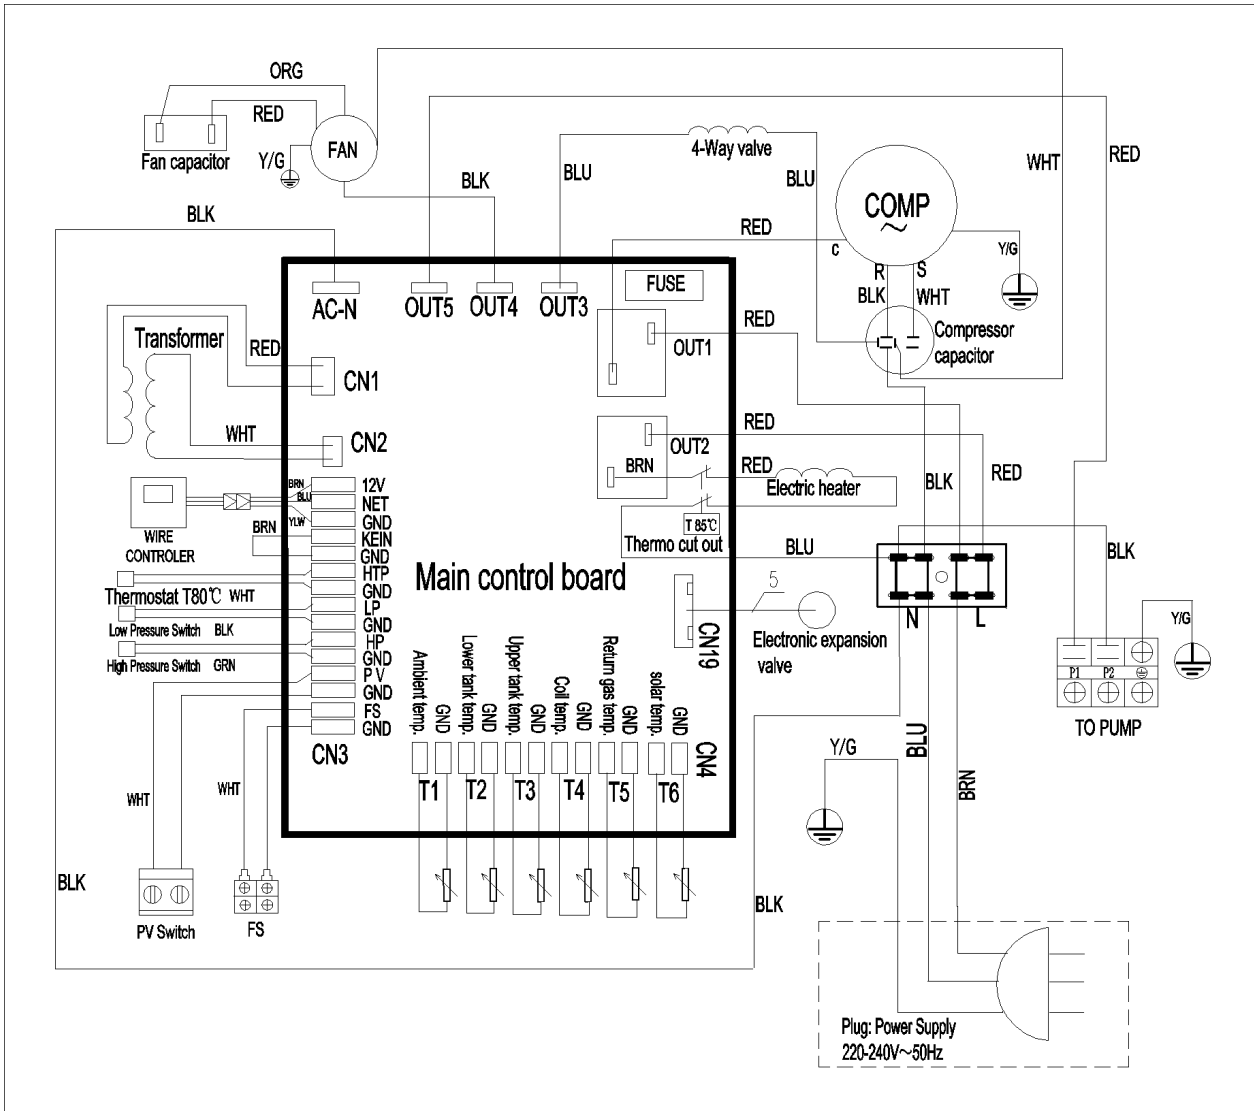 ORG
RED
Fan capacitor
Y/G
FAN
BLK
BLK
BLU
4-Way valve
BLU
WHT
RED
COMP
~
RED
C
R
S
Y/G
BLK
WHT
Compressor
capacitor
AC-N
OUT5
OUT4
OUT3
FUSE
Transformer
RED
CN1
OUT1
RED
WHT
CN2
OUT2
RED
BRN
RED
Electric heater
BLK
RED
T 85℃
Thermo cut out
BLU
BLK
WIRE
CONTROLER
BRN
BLU
YLW
BRN
12V
NET
GND
KEIN
GND
HTP
GND
LP
GND
HP
GND
PV
GND
FS
GND
CN3
Thermostat T80℃ WHT
Low Pressure Switch BLK
High Pressure Switch GRN
Main control board
CN19
5
Electronic expansion
valve
N
L
Y/G
P1
P2
TO PUMP
Ambient temp.
GND
Lower tank temp.
GND
Upper tank temp.
GND
Coil temp.
GND
Return gas temp.
GND
solar temp.
GND
CN4
T1
T2
T3
T4
T5
T6
Y/G
BLU
BRN
WHT
WHT
BLK
PV Switch
FS
BLK
Plug: Power Supply
220-240V~50Hz